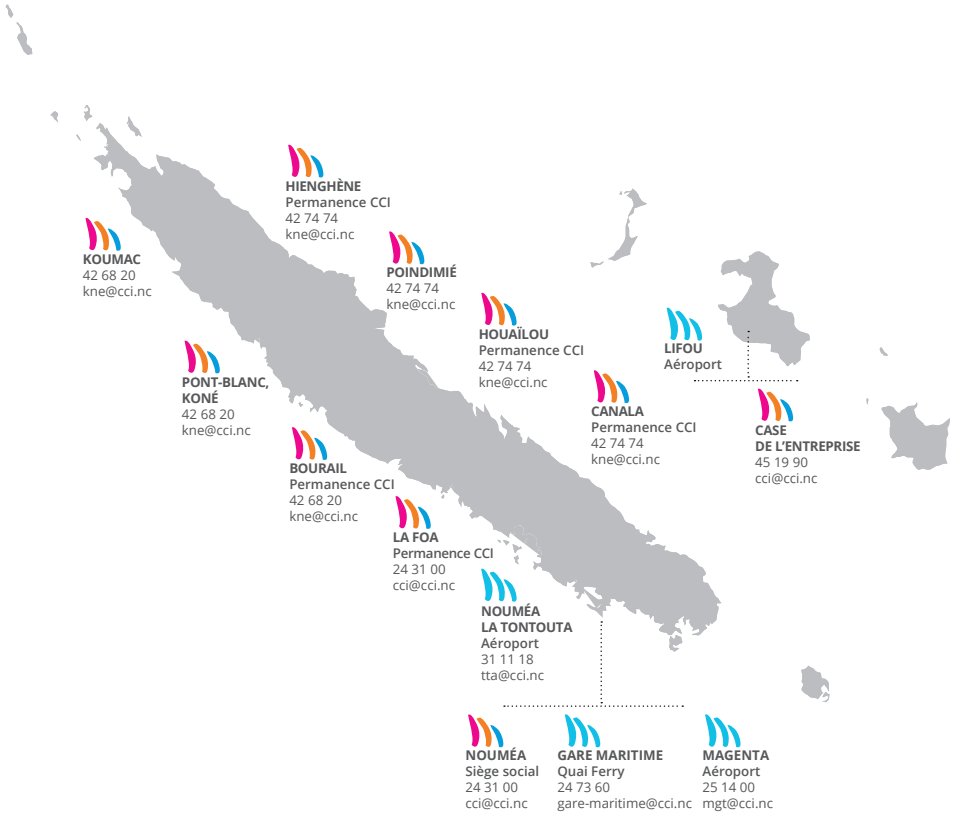 HIENGHÈNE
Permanence CCI
42 74 74
kne@cci.nc
KOUMAC
42 68 20
kne@cci.nc
POINDIMIÉ
42 74 74
kne@cci.nc
HOUAÏLOU
Permanence CCI
42 74 74
kne@cci.nc
LIFOU
Aéroport
PONT-BLANC,
KONÉ
42 68 20
kne@cci.nc
CANALA
Permanence CCI
42 74 74
kne@cci.nc
CASE
DE L'ENTREPRISE
45 19 90
cci@cci.nc
BOURAIL
Permanence CCI
42 68 20
kne@cci.nc
LA FOA
Permanence CCI
24 31 00
cci@cci.nc
NOUMÉA
LA TONTOUTA
Aéroport
31 11 18
tta@cci.nc
NOUMÉA
Siège social
24 31 00
cci@cci.nc
GARE MARITIME
Quai Ferry
24 73 60
gare-maritime@cci.nc
MAGENTA
Aéroport
25 14 00
mgt@cci.nc